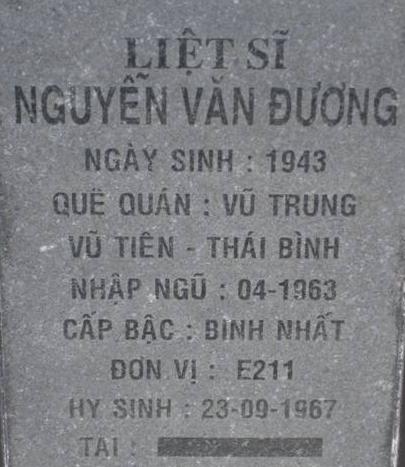 LIỆT SĨ
NGUYỄN VĂN ĐƯƠNG
NGÀY SINH : 1943
QUÊ QUÁN : VŨ TRUNG
VŨ TIÊN - THÁI BÌNH
NHẬP NGŨ : 04-1963
CẤP BẬC : BINH NHẤT
ĐƠN VỊ : E211
HY SINH : 23-09-1967
TẠI :